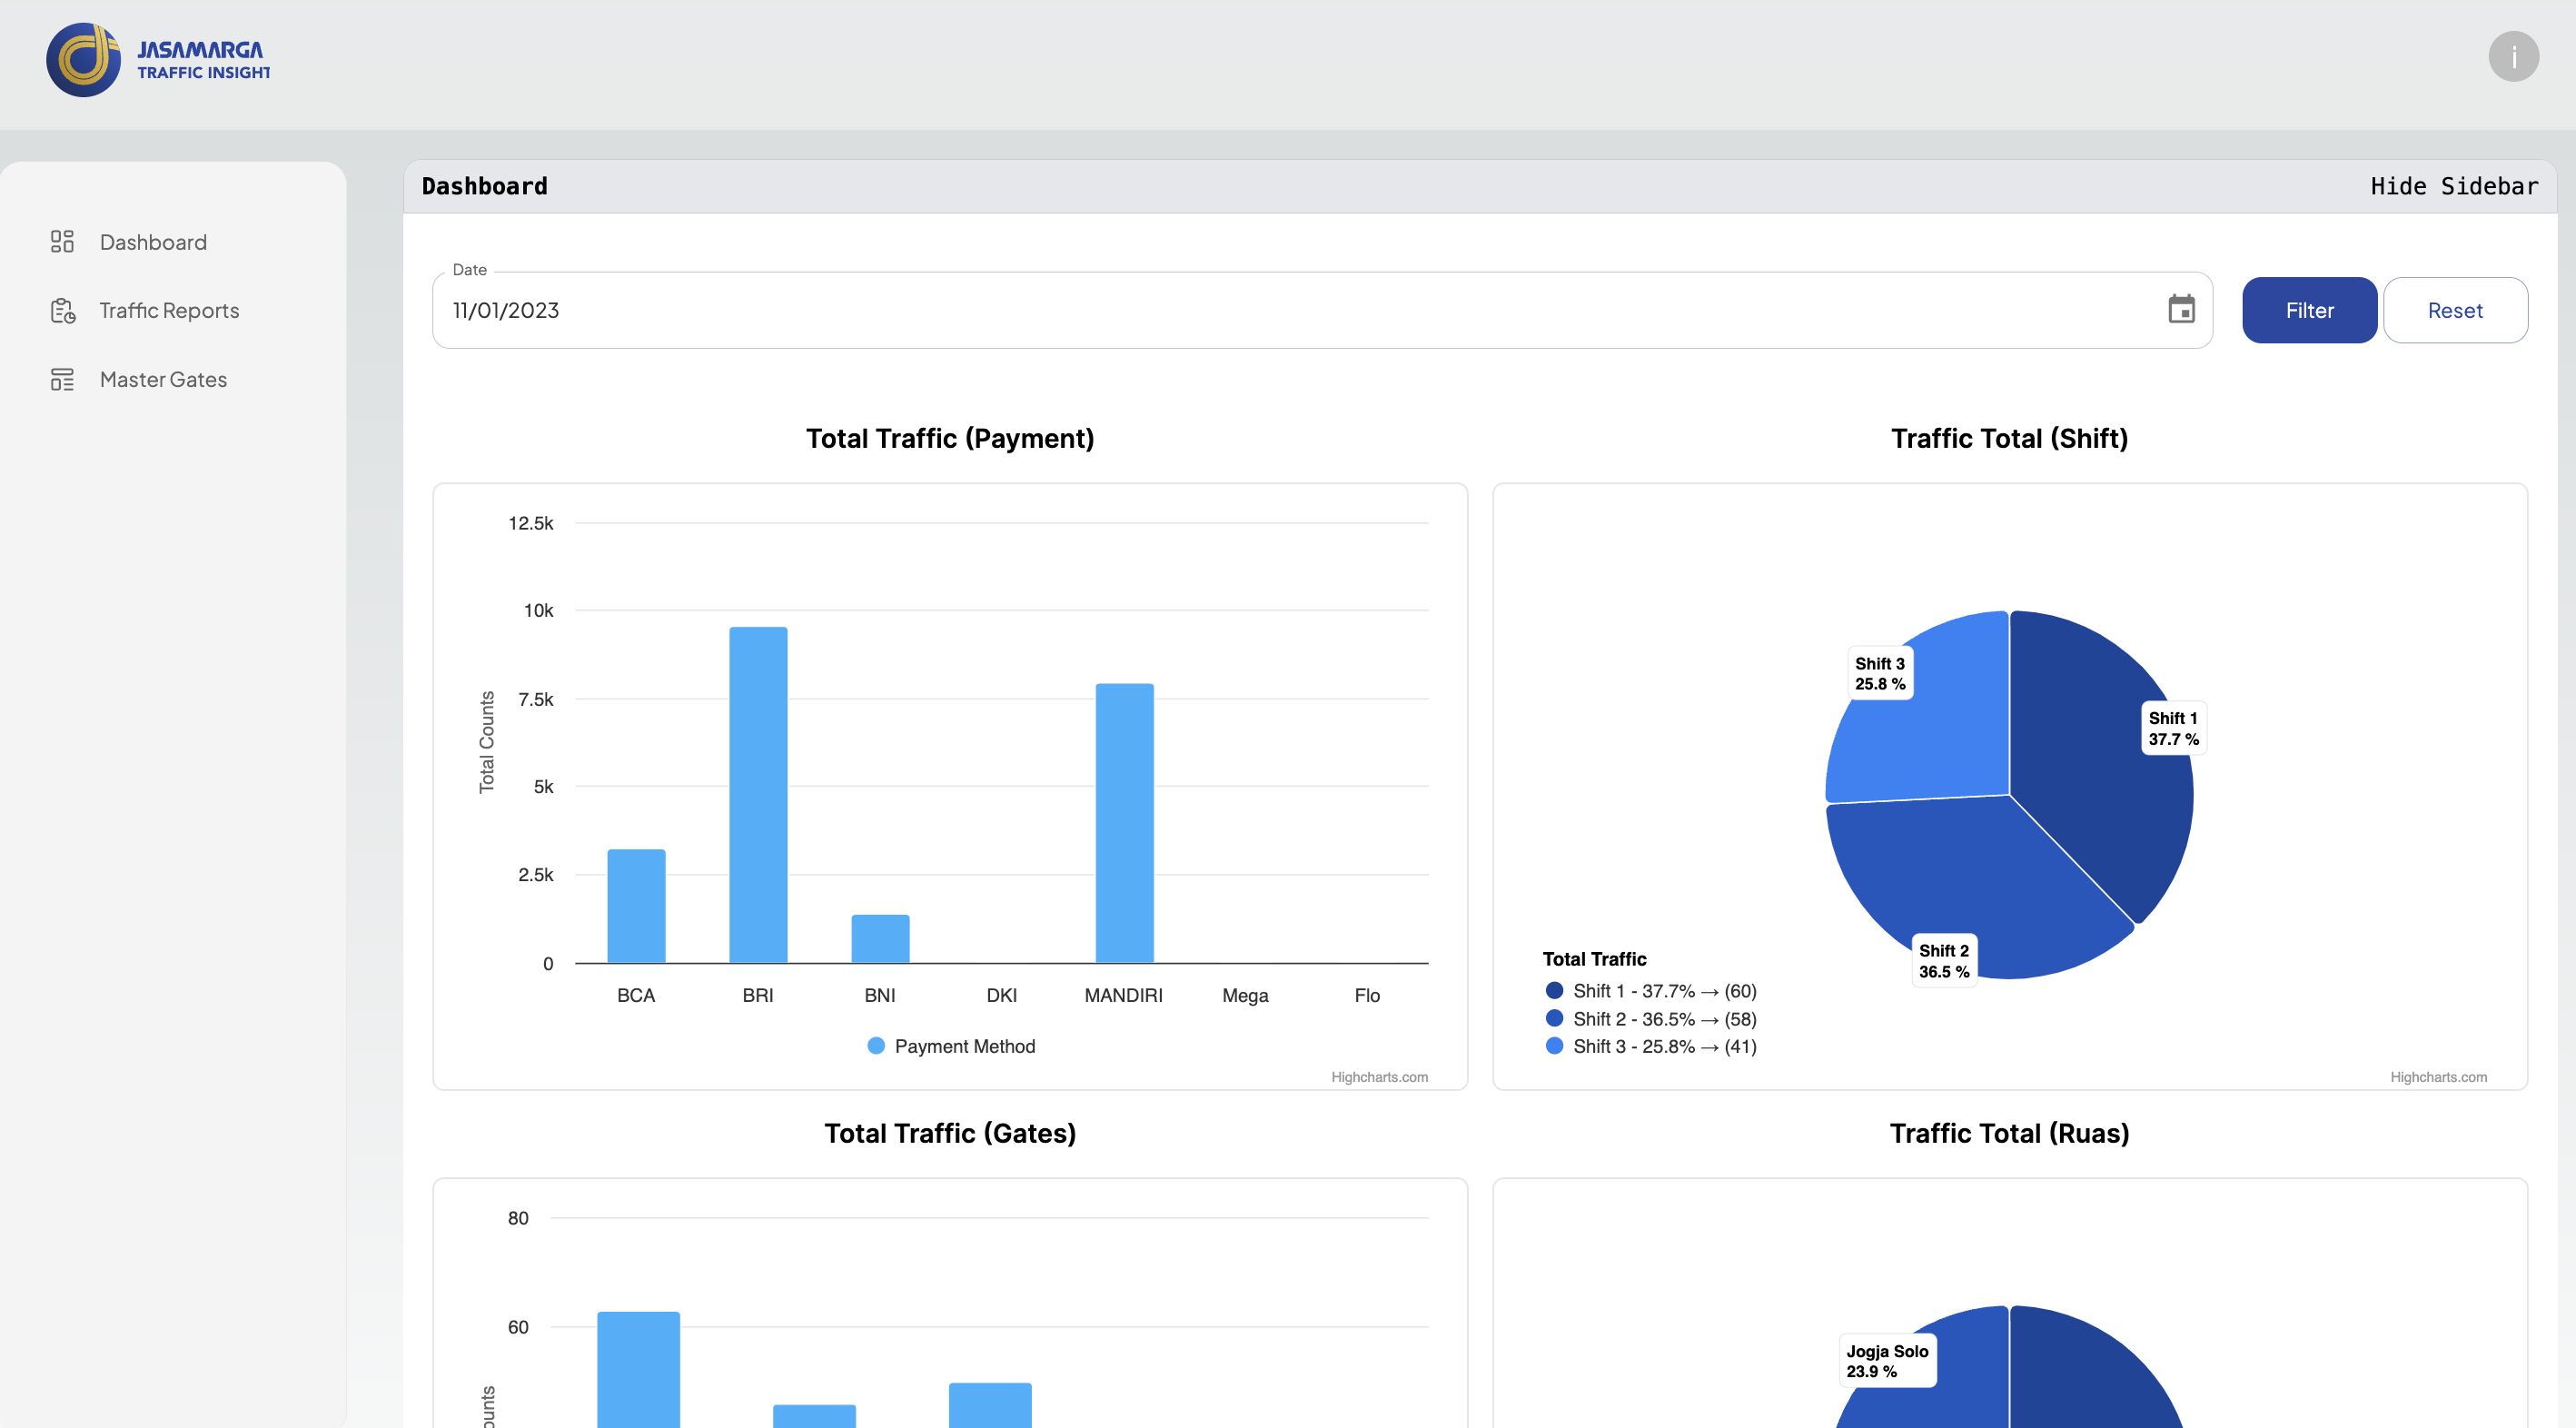 JASAMARGA
TRAFFIC INSIGHT
i
Dashboard
Traffic Reports
Master Gates
Dashboard
Hide Sidebar
Date
11/01/2023
Filter
Reset
Total Traffic (Payment)
12.5k
10k
7.5k
5k
2.5k
0
Total Counts
BCA
BRI
BNI
DKI
MANDIRI
Mega
Flo
Payment Method
Highcharts.com
Traffic Total (Shift)
Shift 3
25.8 %
Shift 1
37.7 %
Shift 2
36.5 %
Total Traffic
Shift 1 - 37.7% → (60)
Shift 2 - 36.5% → (58)
Shift 3 - 25.8% → (41)
Highcharts.com
Total Traffic (Gates)
80
60
Traffic Total (Ruas)
Jogja Solo
23.9 %